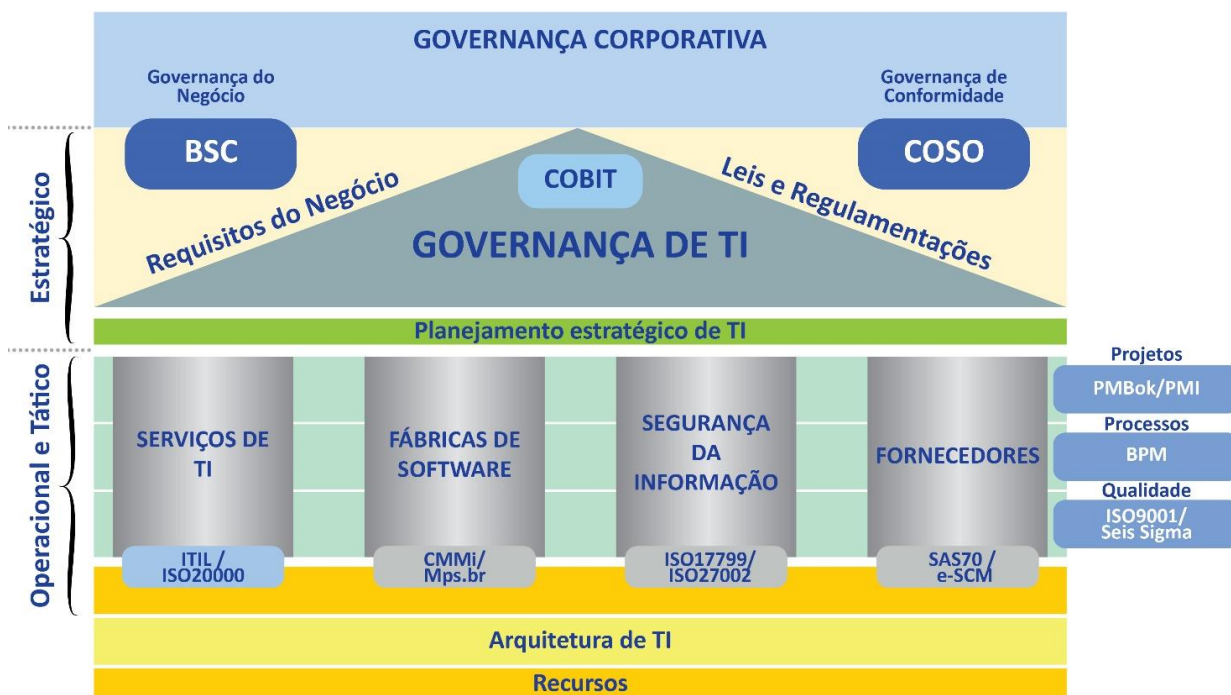 GOVERNANÇA CORPORATIVA
Governança do
Negócio
Governança de
Conformidade
BSC
COSO
COBIT
Requisitos do Negócio
Leis e Regulamentações
GOVERNANÇA DE TI
Estratégico
Planejamento estratégico de TI
Operacional e Tático
SERVIÇOS DE
TI
FÁBRICAS DE
SOFTWARE
SEGURANÇA
DA
INFORMAÇÃO
FORNECEDORES
Projetos
PMBok/PMI
Processos
BPM
Qualidade
ISO9001/
Seis Sigma
ITIL /
ISO20000
CMMi/
Mps.br
ISO17799/
ISO27002
SAS70 /
e-SCM
Arquitetura de TI
Recursos